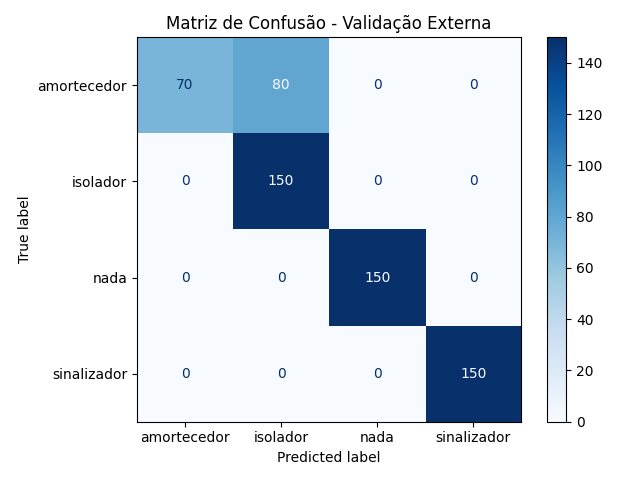 Matriz de Confusão - Validação Externa
True label
amortecedor 70 80 0 0
isolador 0 150 0 0
nada 0 0 150 0
sinalizador 0 0 0 150
amortecedor isolador nada sinalizador
Predicted label
140
120
100
80
60
40
20
0